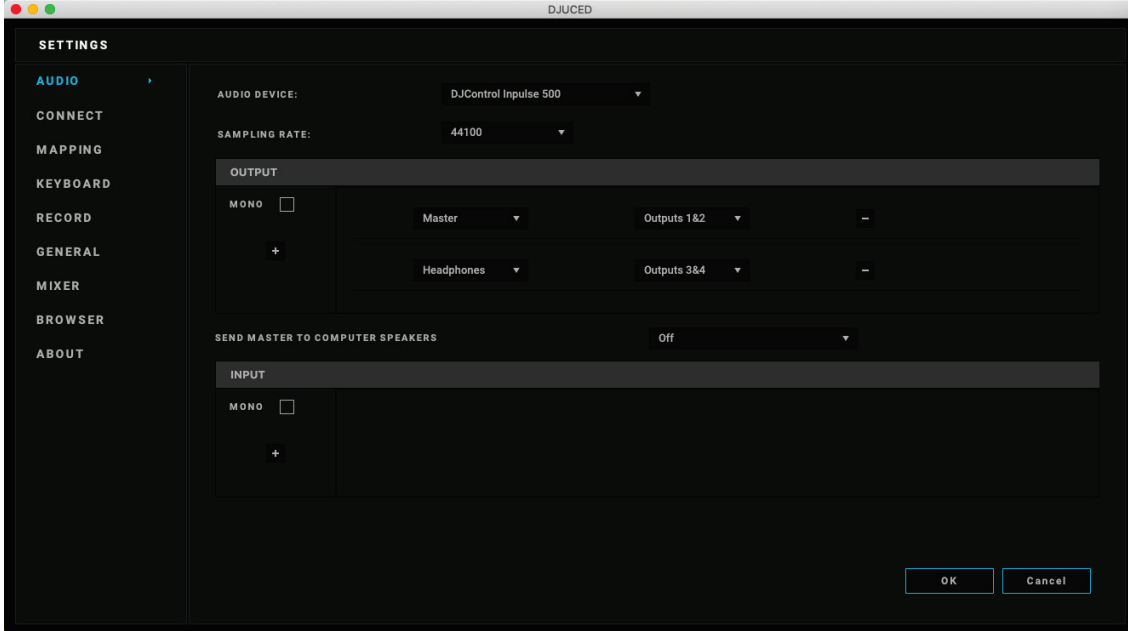 DJUCED
SETTINGS
AUDIO
CONNECT
MAPPING
KEYBOARD
RECORD
GENERAL
MIXER
BROWSER
ABOUT
AUDIO DEVICE: DJControl Inpulse 500
SAMPLING RATE: 44100
OUTPUT
MONO
+
Master Outputs 1&2 −
Headphones Outputs 3&4 −
SEND MASTER TO COMPUTER SPEAKERS Off
INPUT
MONO
+
OK Cancel